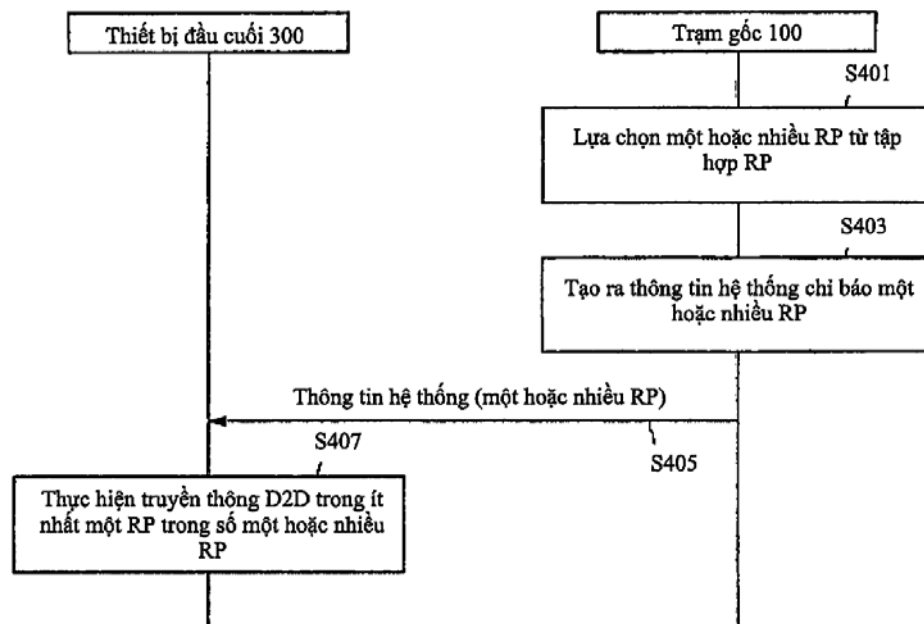 Thiết bị đầu cuối 300
Trạm gốc 100
S401
Lựa chọn một hoặc nhiều RP từ tập
hợp RP
S403
Tạo ra thông tin hệ thống chỉ báo một
hoặc nhiều RP
Thông tin hệ thống (một hoặc nhiều RP)
S405
S407
Thực hiện truyền thông D2D trong ít
nhất một RP trong số một hoặc nhiều
RP